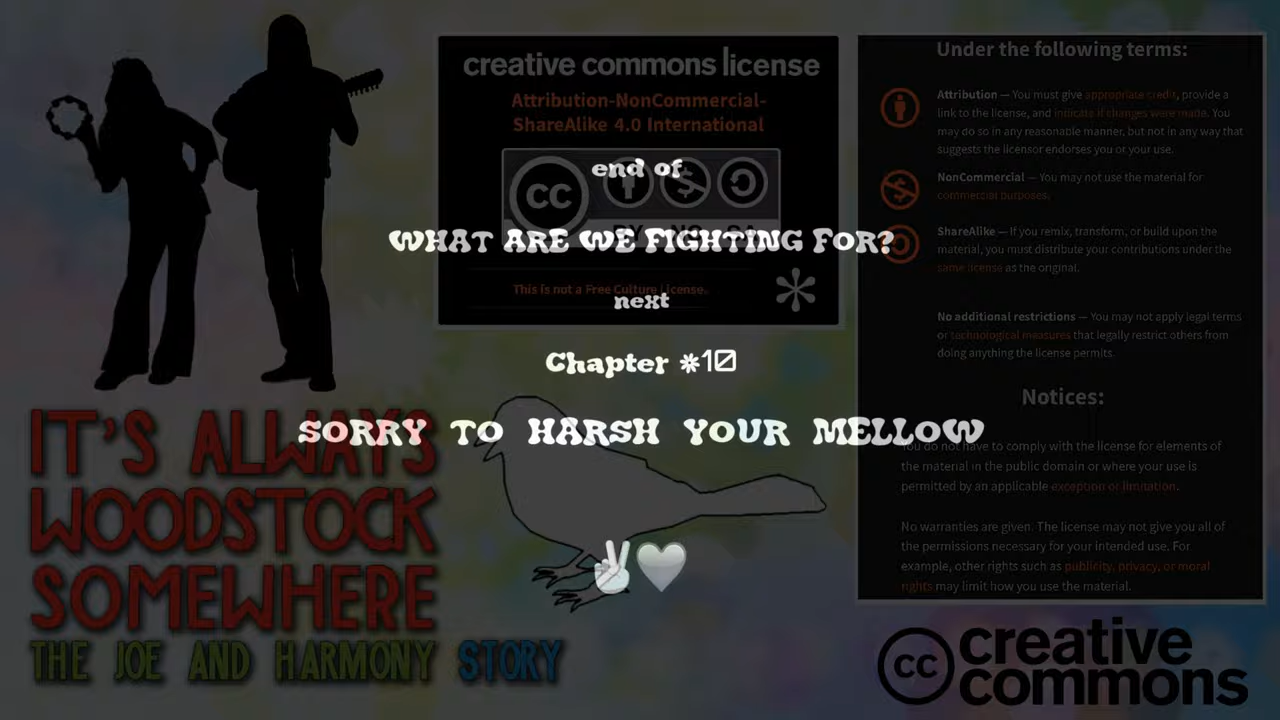 creative commons license
Attribution-NonCommercial-
ShareAlike 4.0 International
cc
This is not a Free Culture License.
end of
WHAT ARE WE FIGHTING FOR?
next
Chapter *10
SORRY TO HARSH YOUR MELLOW
✌️🤍
IT'S ALWAYS
WOODSTOCK
SOMEWHERE
THE JOE AND HARMONY STORY
Under the following terms:
Attribution — You must give appropriate credit, provide a
link to the license, and indicate if changes were made. You
may do so in any reasonable manner, but not in any way that
suggests the licensor endorses you or your use.
NonCommercial — You may not use the material for
commercial purposes.
ShareAlike — If you remix, transform, or build upon the
material, you must distribute your contributions under the
same license as the original.
No additional restrictions — You may not apply legal terms
or technological measures that legally restrict others from
doing anything the license permits.
Notices:
You do not have to comply with the license for elements of
the material in the public domain or where your use is
permitted by an applicable exception or limitation.
No warranties are given. The license may not give you all of
the permissions necessary for your intended use. For
example, other rights such as publicity, privacy, or moral
rights may limit how you use the material.
cc creative
commons